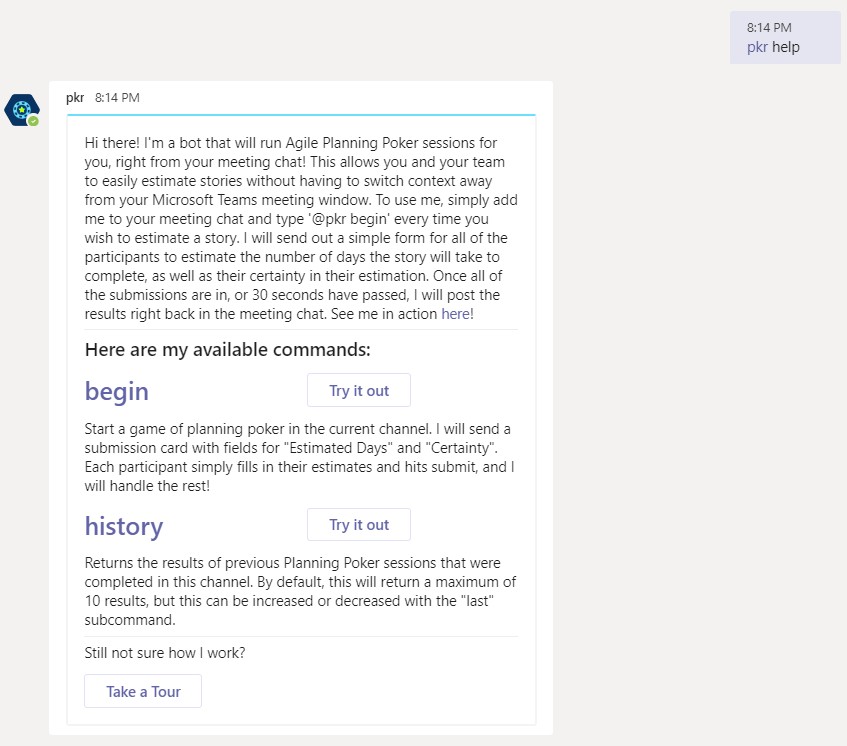 8:14 PM
pkr help
pkr 8:14 PM
Hi there! I'm a bot that will run Agile Planning Poker sessions for
you, right from your meeting chat! This allows you and your team
to easily estimate stories without having to switch context away
from your Microsoft Teams meeting window. To use me, simply add
me to your meeting chat and type '@pkr begin' every time you
wish to estimate a story. I will send out a simple form for all of the
participants to estimate the number of days the story will take to
complete, as well as their certainty in their estimation. Once all of
the submissions are in, or 30 seconds have passed, I will post the
results right back in the meeting chat. See me in action here!
Here are my available commands:
begin Try it out
Start a game of planning poker in the current channel. I will send a
submission card with fields for "Estimated Days" and "Certainty".
Each participant simply fills in their estimates and hits submit, and I
will handle the rest!
history Try it out
Returns the results of previous Planning Poker sessions that were
completed in this channel. By default, this will return a maximum of
10 results, but this can be increased or decreased with the "last"
subcommand.
Still not sure how I work?
Take a Tour